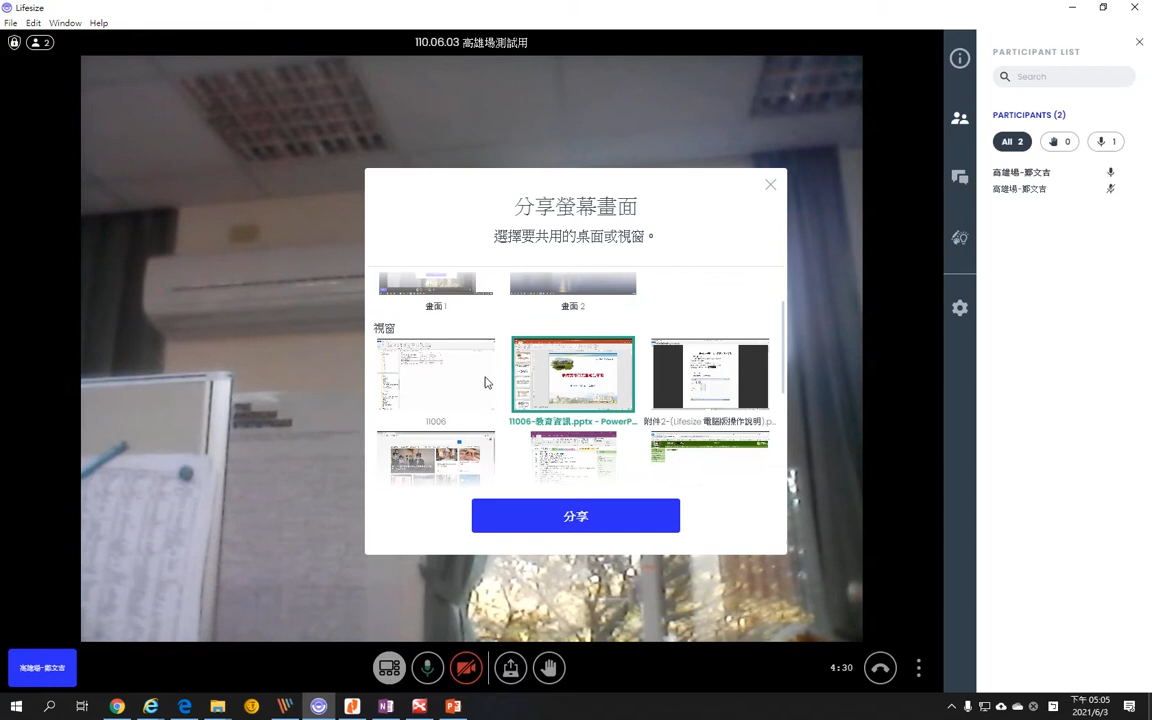 Lifesize
File Edit Window Help
2
110.06.03 高雄場測試用
PARTICIPANT LIST
Search
PARTICIPANTS (2)
All 2
0
1
高雄場-鄭文吉
高雄場-鄭文吉
分享螢幕畫面
選擇要共用的桌面或視窗。
畫面 1
畫面 2
視窗
11006
11006-教育資訊.pptx - PowerP...
附件2-(Lifesize 電腦版操作說明).p...
分享
高雄場-鄭文吉
4:30
下午 05:05
2021/6/3